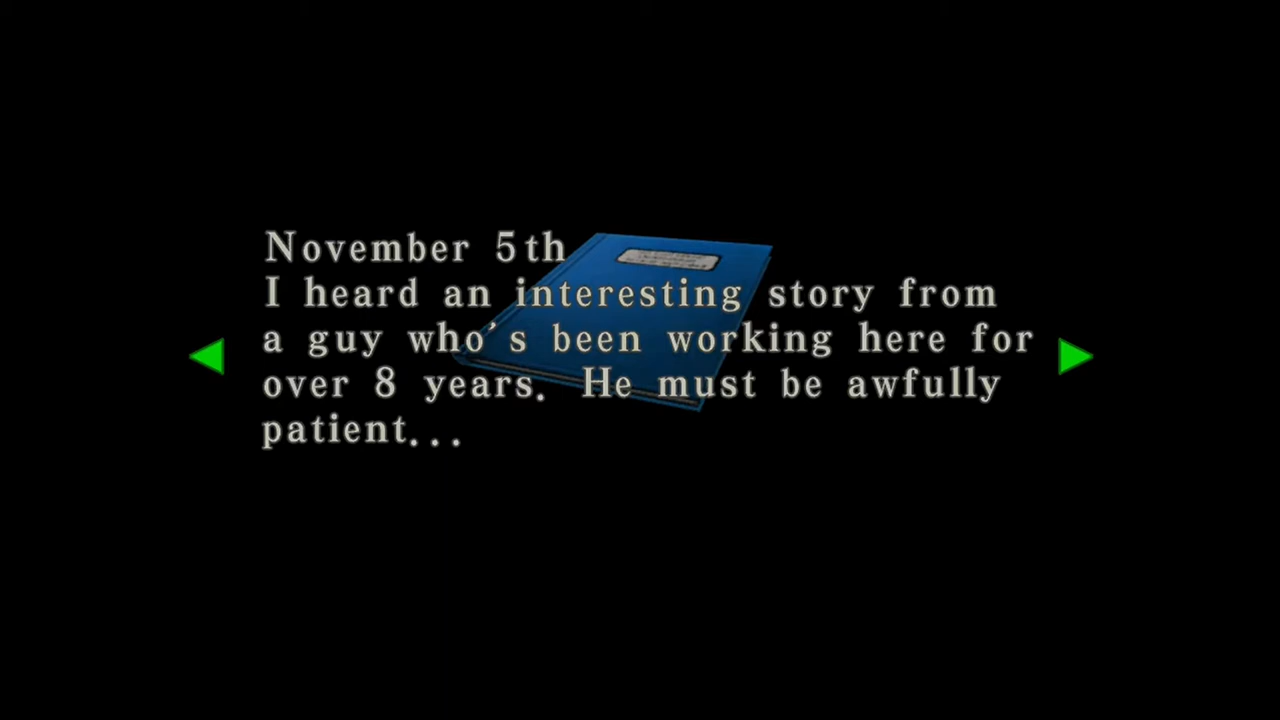 November 5th
I heard an interesting story from
a guy who's been working here for
over 8 years. He must be awfully
patient...